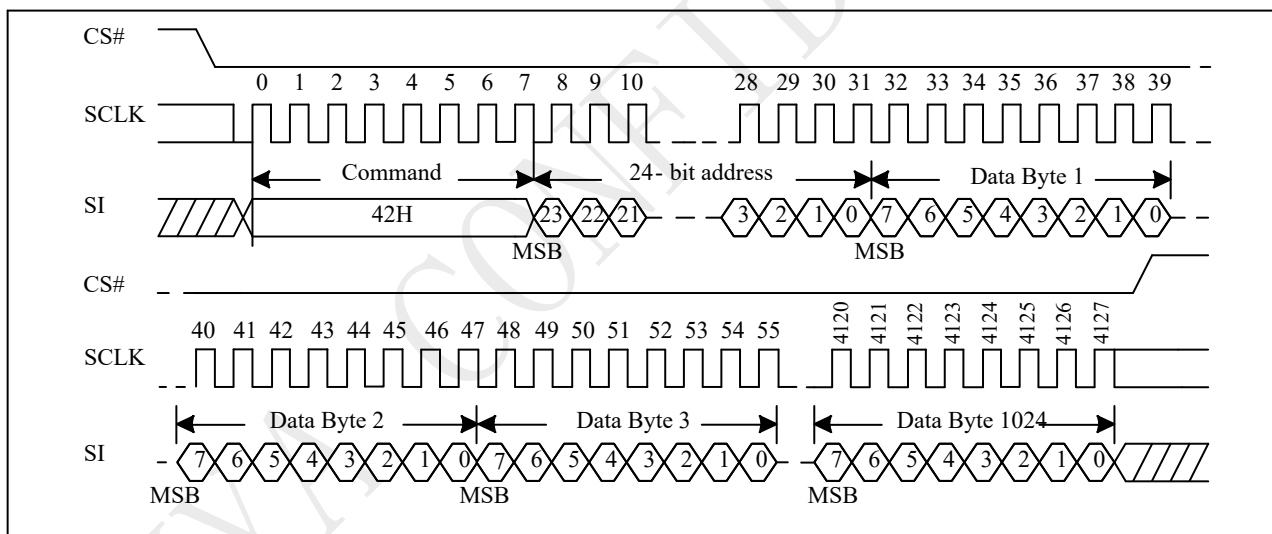 CS#
0 1 2 3 4 5 6 7 8 9 10 28 29 30 31 32 33 34 35 36 37 38 39
SCLK
Command 24- bit address Data Byte 1
SI 42H 23 22 21 3 2 1 0 7 6 5 4 3 2 1 0
MSB MSB
CS#
40 41 42 43 44 45 46 47 48 49 50 51 52 53 54 55 4120 4121 4122 4123 4124 4125 4126 4127
SCLK
Data Byte 2 Data Byte 3 Data Byte 1024
SI 7 6 5 4 3 2 1 0 7 6 5 4 3 2 1 0 7 6 5 4 3 2 1 0
MSB MSB MSB